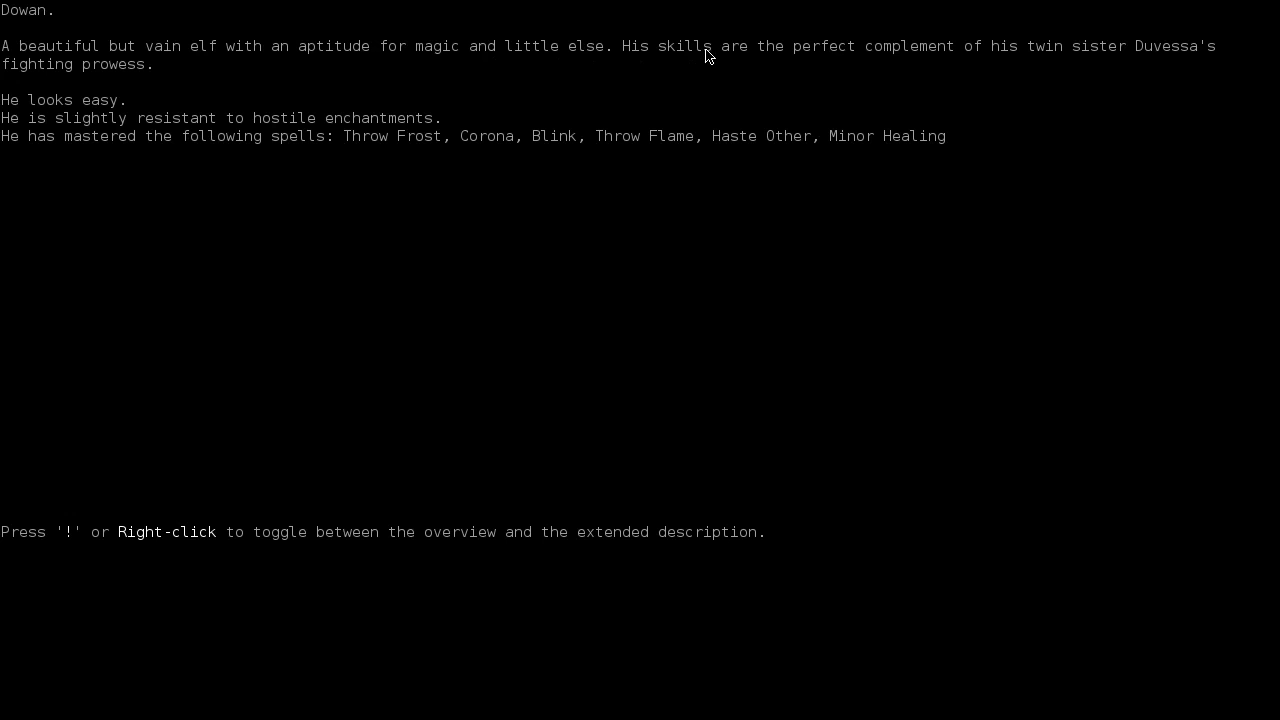 Dowan.
A beautiful but vain elf with an aptitude for magic and little else. His skills are the perfect complement of his twin sister Duvessa's
fighting prowess.
He looks easy.
He is slightly resistant to hostile enchantments.
He has mastered the following spells: Throw Frost, Corona, Blink, Throw Flame, Haste Other, Minor Healing
Press '!' or Right-click to toggle between the overview and the extended description.